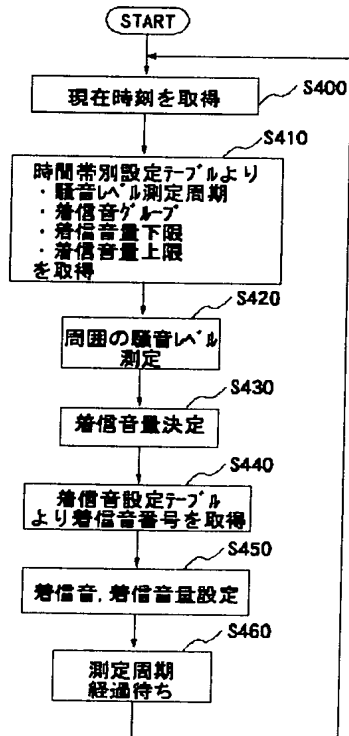 START
現在時刻を取得
S400
S410
時間帯別設定テーブルより
・騒音レベル測定周期
・着信音グループ
・着信音量下限
・着信音量上限
を取得
S420
周囲の騒音レベル
測定
S430
着信音量決定
S440
着信音設定テーブル
より着信音番号を取得
S450
着信音,着信音量設定
S460
測定周期
経過待ち